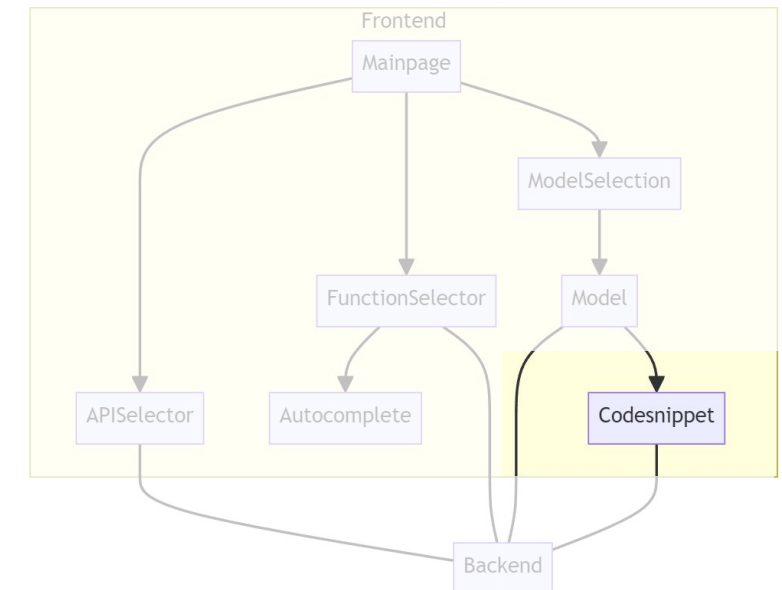 Frontend
Mainpage
ModelSelection
FunctionSelector
Model
APISelector
Autocomplete
Codesnippet
Backend